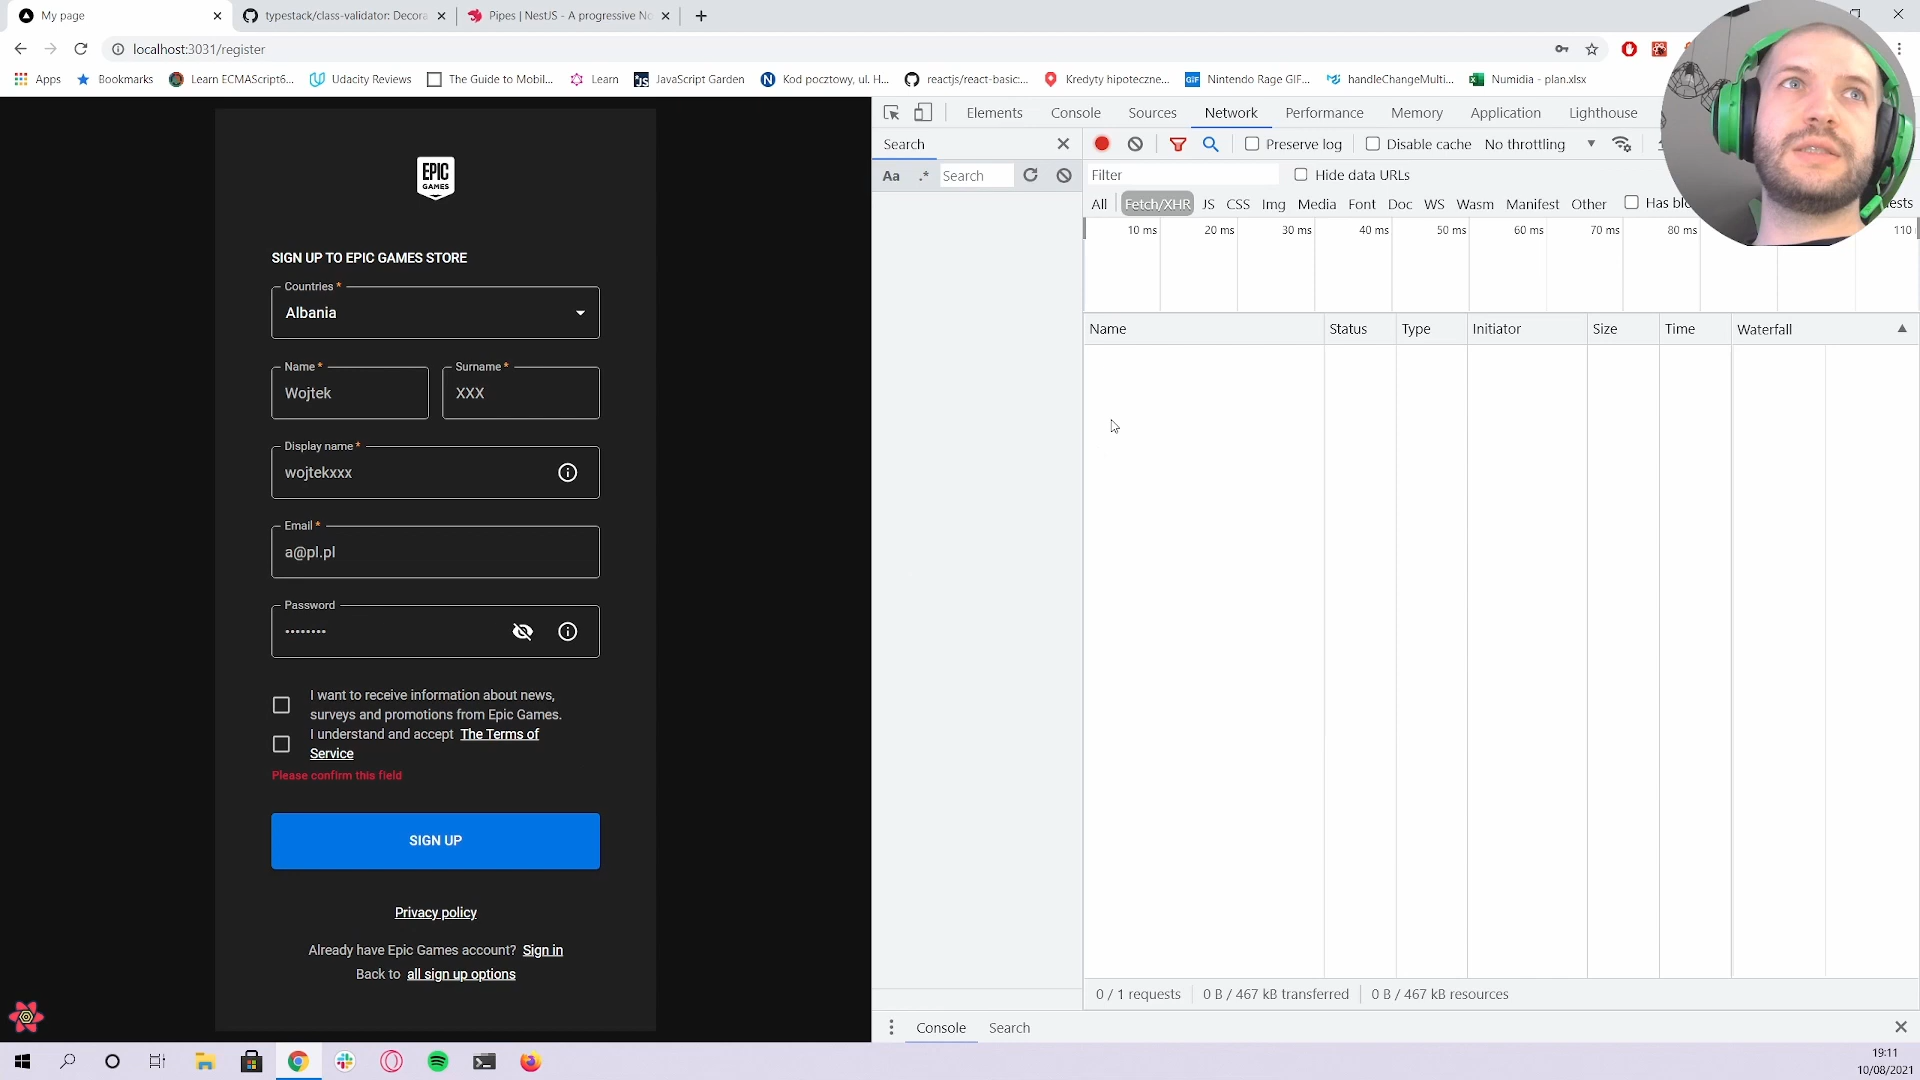 My page
typestack/class-validator: Decora
Pipes | NestJS - A progressive No
localhost:3031/register
Apps
Bookmarks
Learn ECMAScript6...
Udacity Reviews
The Guide to Mobil...
Learn
JavaScript Garden
Kod pocztowy, ul. H...
reactjs/react-basic:...
Kredyty hipoteczne...
Nintendo Rage GIF...
handleChangeMulti...
Numidia - plan.xlsx
EPIC
GAMES
SIGN UP TO EPIC GAMES STORE
Countries *
Albania
Name *
Wojtek
Surname *
XXX
Display name *
wojtekxxx
Email *
a@pl.pl
Password
••••••••
I want to receive information about news,
surveys and promotions from Epic Games.
I understand and accept The Terms of
Service
Please confirm this field
SIGN UP
Privacy policy
Already have Epic Games account? Sign in
Back to all sign up options
Elements
Console
Sources
Network
Performance
Memory
Application
Lighthouse
Search
Preserve log
Disable cache
No throttling
Aa
.*
Search
Filter
Hide data URLs
All
Fetch/XHR
JS
CSS
Img
Media
Font
Doc
WS
Wasm
Manifest
Other
10 ms
20 ms
30 ms
40 ms
50 ms
60 ms
70 ms
80 ms
110
Name
Status
Type
Initiator
Size
Time
Waterfall
0 / 1 requests
0 B / 467 kB transferred
0 B / 467 kB resources
Console
Search
19:11
10/08/2021